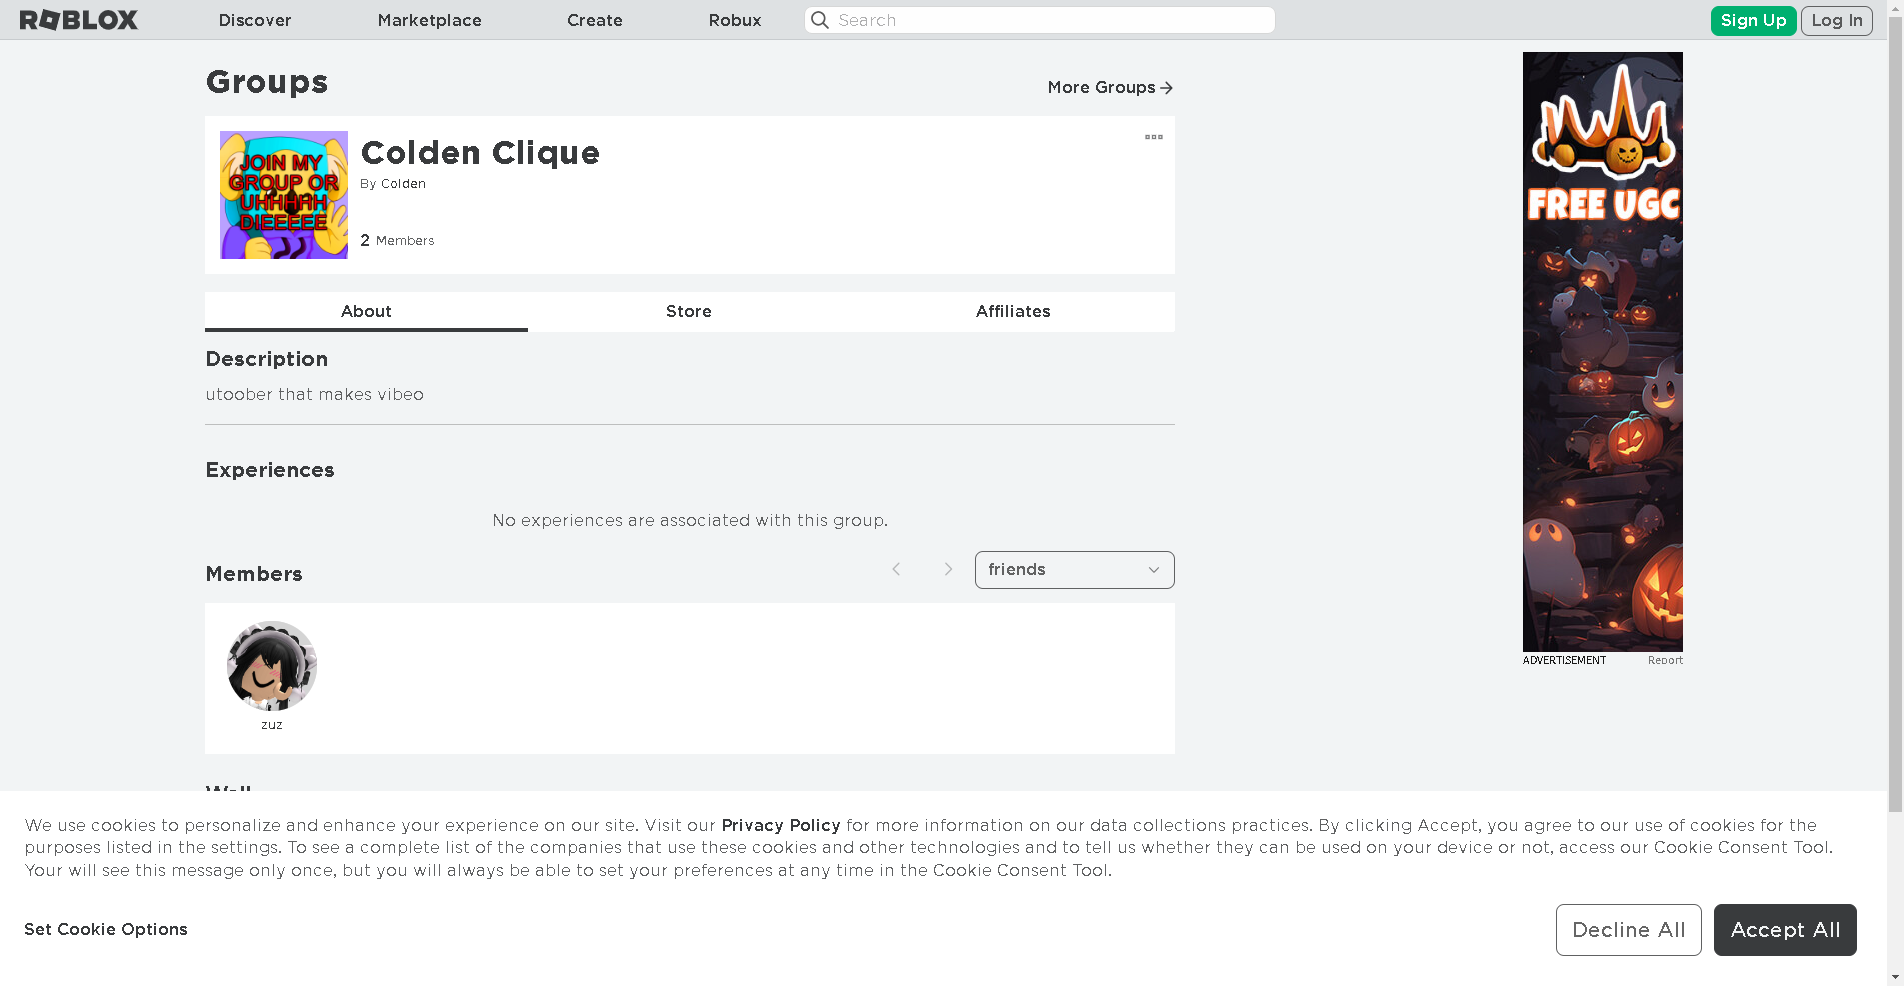 ROBLOX
Discover
Marketplace
Create
Robux
Search
Sign Up
Log In
Groups
More Groups
JOIN MY
GROUP OR
UHHHHH
DIEEEEE
Colden Clique
By Colden
2 Members
FREE UGC
About
Store
Affiliates
Description
utoober that makes vibeo
Experiences
No experiences are associated with this group.
Members
friends
zuz
ADVERTISEMENT
Report
Wall
We use cookies to personalize and enhance your experience on our site. Visit our Privacy Policy for more information on our data collections practices. By clicking Accept, you agree to our use of cookies for the
purposes listed in the settings. To see a complete list of the companies that use these cookies and other technologies and to tell us whether they can be used on your device or not, access our Cookie Consent Tool.
Your will see this message only once, but you will always be able to set your preferences at any time in the Cookie Consent Tool.
Set Cookie Options
Decline All
Accept All